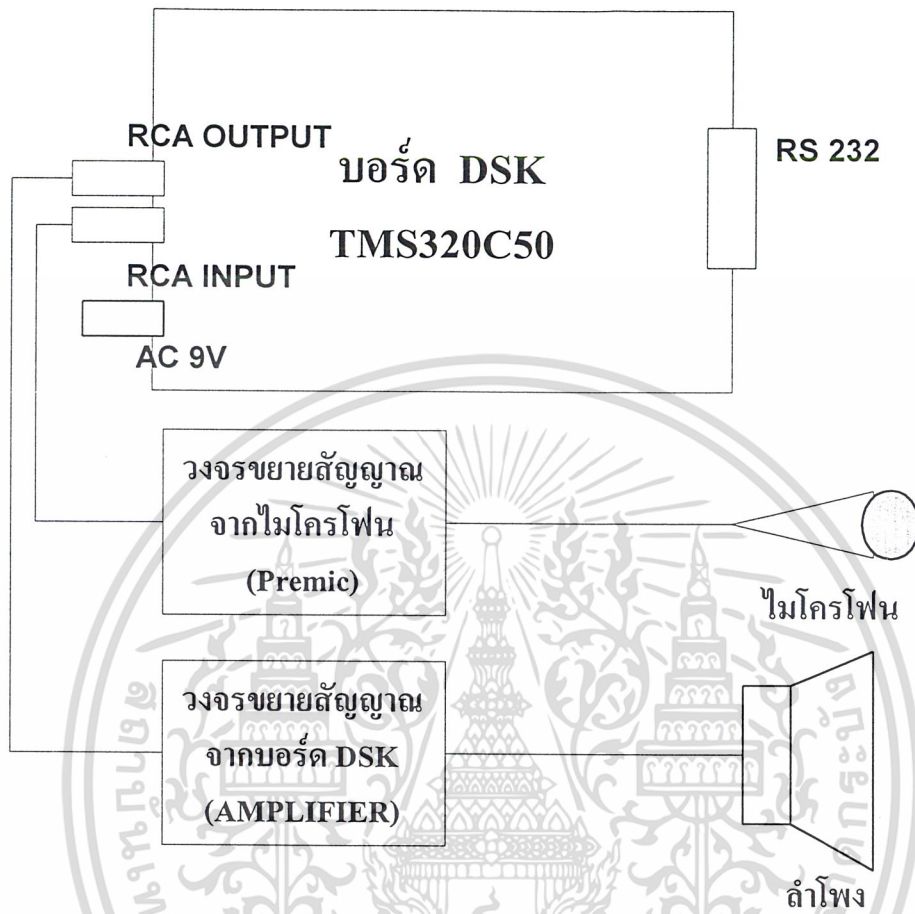 RCA OUTPUT
บอร์ด DSK
TMS320C50
RS 232
RCA INPUT
AC 9V
วงจรขยายสัญญาณ
จากไมโครโฟน
(Premic)
ไมโครโฟน
วงจรขยายสัญญาณ
จากบอร์ด DSK
(AMPLIFIER)
ลำโพง